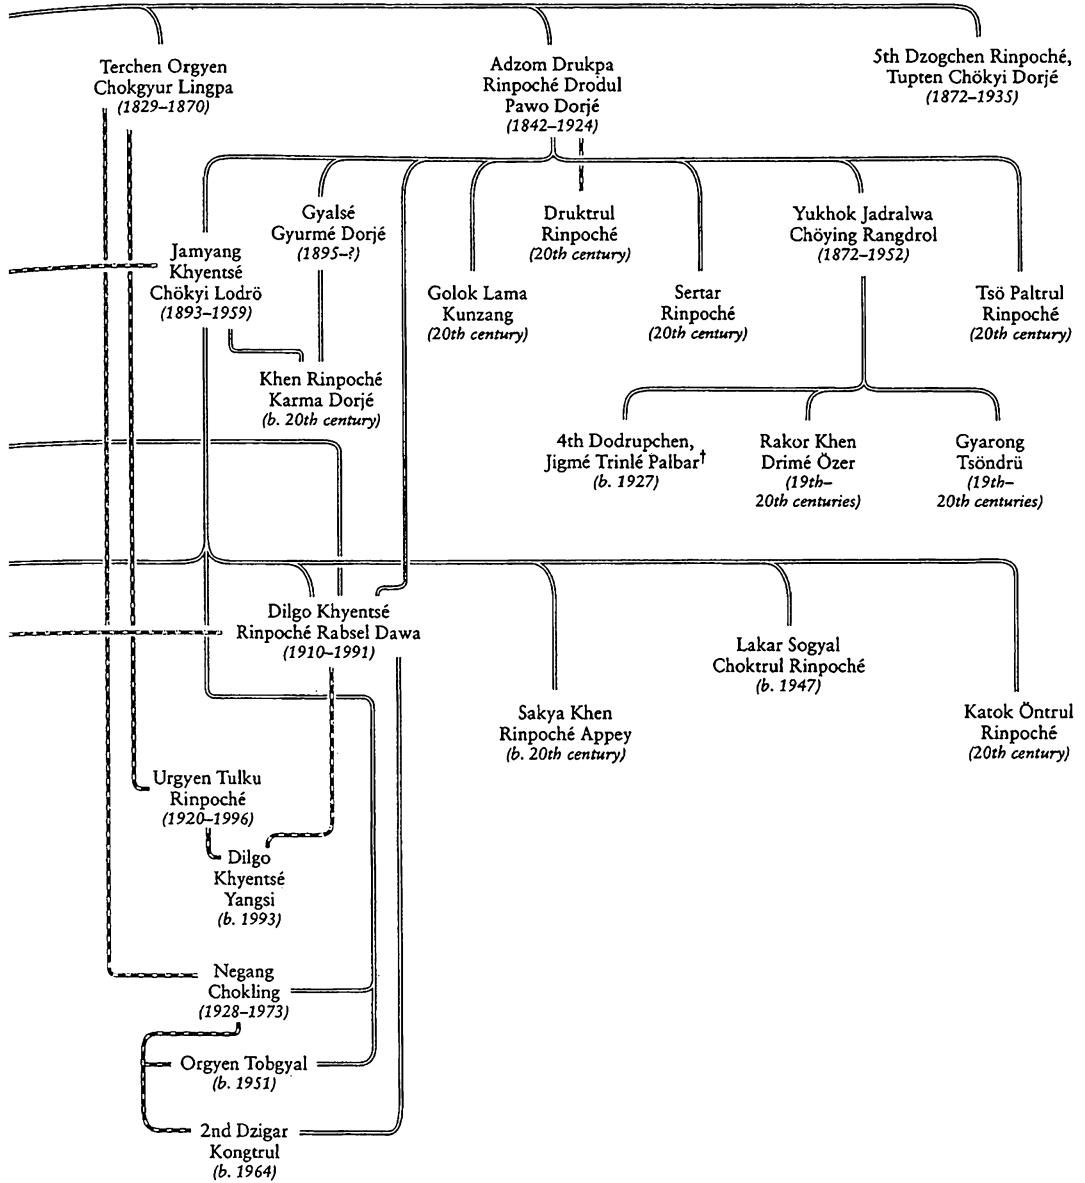 Terchen Orgyen
Chokgyur Lingpa
(1829–1870)
Adzom Drukpa
Rinpoché Drodul
Pawo Dorjé
(1842–1924)
5th Dzogchen Rinpoché,
Tupten Chökyi Dorjé
(1872–1935)
Jamyang
Khyentsé
Chökyi Lodrö
(1893–1959)
Gyalsé
Gyurmé Dorjé
(1895–?)
Golok Lama
Kunzang
(20th century)
Druktrul
Rinpoché
(20th century)
Sertar
Rinpoché
(20th century)
Yukhok Jadralwa
Chöying Rangdrol
(1872–1952)
Tsö Paltrul
Rinpoché
(20th century)
Khen Rinpoché
Karma Dorjé
(b. 20th century)
4th Dodrupchen,
Jigmé Trinlé Palbar†
(b. 1927)
Rakor Khen
Drimé Özer
(19th–
20th centuries)
Gyarong
Tsöndrü
(19th–
20th centuries)
Dilgo Khyentsé
Rinpoché Rabsel Dawa
(1910–1991)
Sakya Khen
Rinpoché Appey
(b. 20th century)
Lakar Sogyal
Choktrul Rinpoché
(b. 1947)
Katok Öntrul
Rinpoché
(20th century)
Urgyen Tulku
Rinpoché
(1920–1996)
Dilgo
Khyentsé
Yangsi
(b. 1993)
Negang
Chokling
(1928–1973)
Orgyen Tobgyal
(b. 1951)
2nd Dzigar
Kongtrul
(b. 1964)